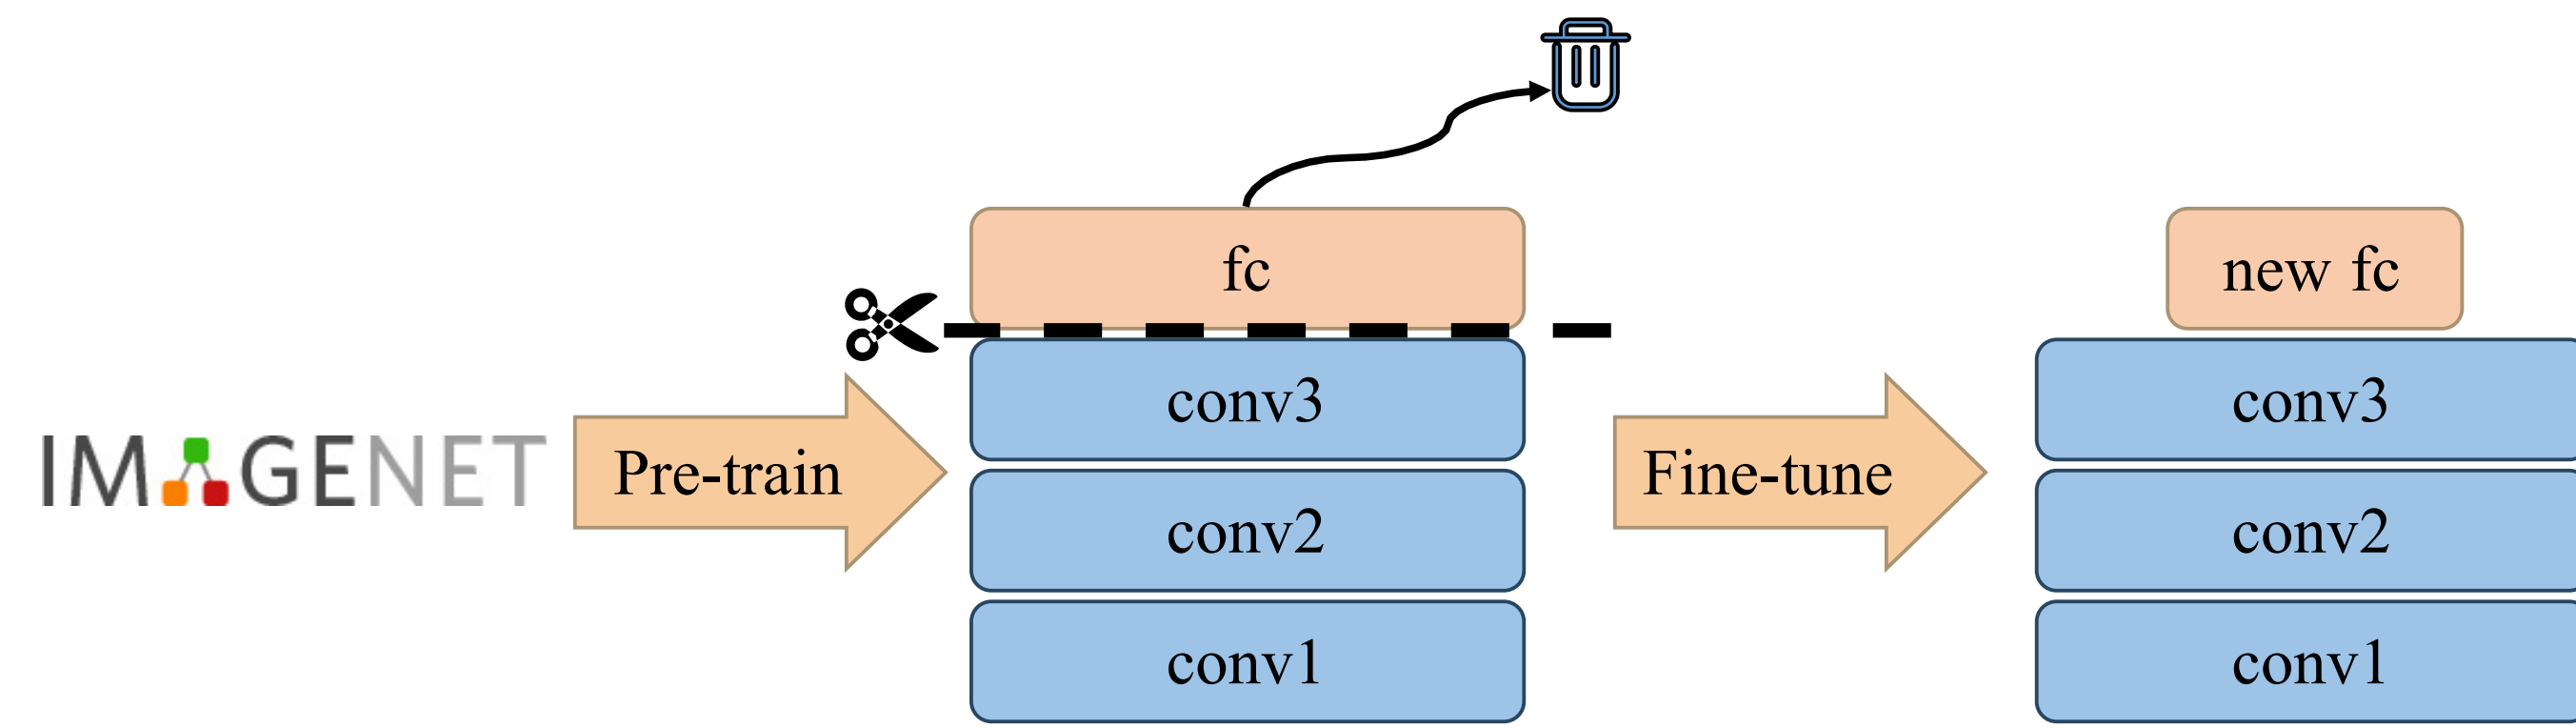 IMAGENET
Pre-train
fc
conv3
conv2
conv1
Fine-tune
new fc
conv3
conv2
conv1